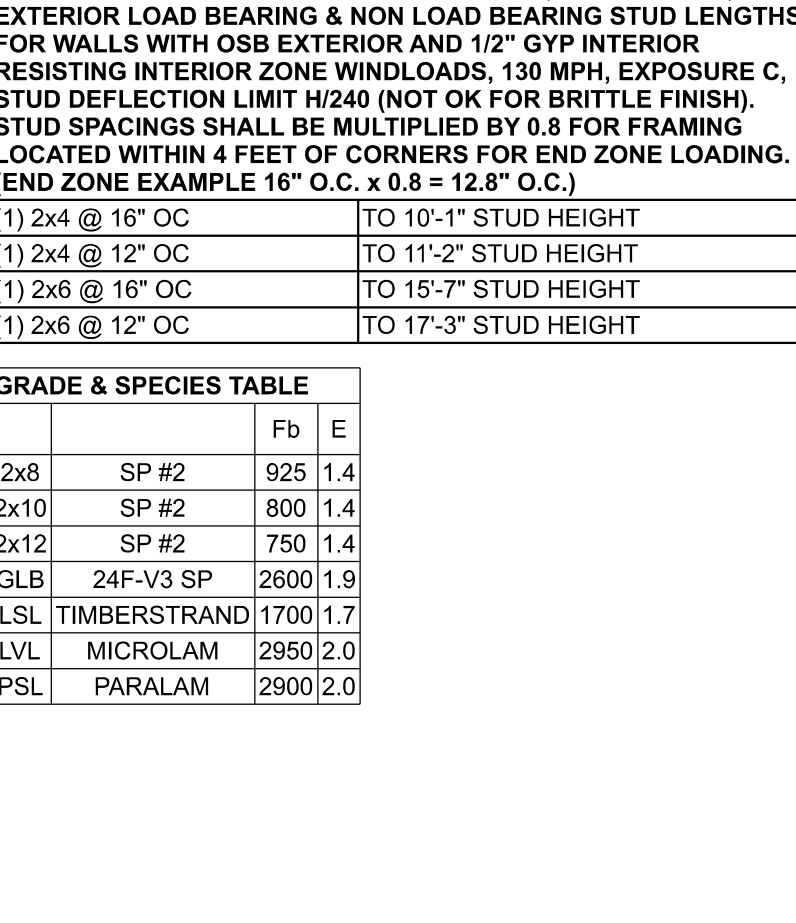 EXTERIOR LOAD BEARING & NON LOAD BEARING STUD LENGTHS
FOR WALLS WITH OSB EXTERIOR AND 1/2" GYP INTERIOR
RESISTING INTERIOR ZONE WINDLOADS, 130 MPH, EXPOSURE C,
STUD DEFLECTION LIMIT H/240 (NOT OK FOR BRITTLE FINISH).
STUD SPACINGS SHALL BE MULTIPLIED BY 0.8 FOR FRAMING
LOCATED WITHIN 4 FEET OF CORNERS FOR END ZONE LOADING.
(END ZONE EXAMPLE 16" O.C. x 0.8 = 12.8" O.C.)
(1) 2x4 @ 16" OC TO 10'-1" STUD HEIGHT
(1) 2x4 @ 12" OC TO 11'-2" STUD HEIGHT
(1) 2x6 @ 16" OC TO 15'-7" STUD HEIGHT
(1) 2x6 @ 12" OC TO 17'-3" STUD HEIGHT
GRADE & SPECIES TABLE
Fb E
2x8 SP #2 925 1.4
2x10 SP #2 800 1.4
2x12 SP #2 750 1.4
GLB 24F-V3 SP 2600 1.9
LSL TIMBERSTRAND 1700 1.7
LVL MICROLAM 2950 2.0
PSL PARALAM 2900 2.0